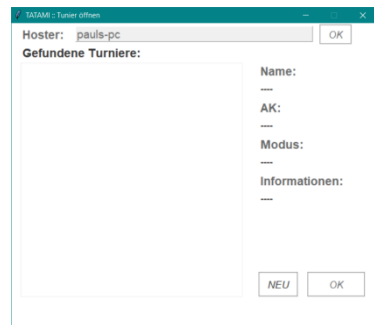 TATAMI :: Tunier öffnen
Hoster: pauls-pc OK
Gefundene Turniere:
Name:
----
AK:
----
Modus:
----
Informationen:
----
NEU OK